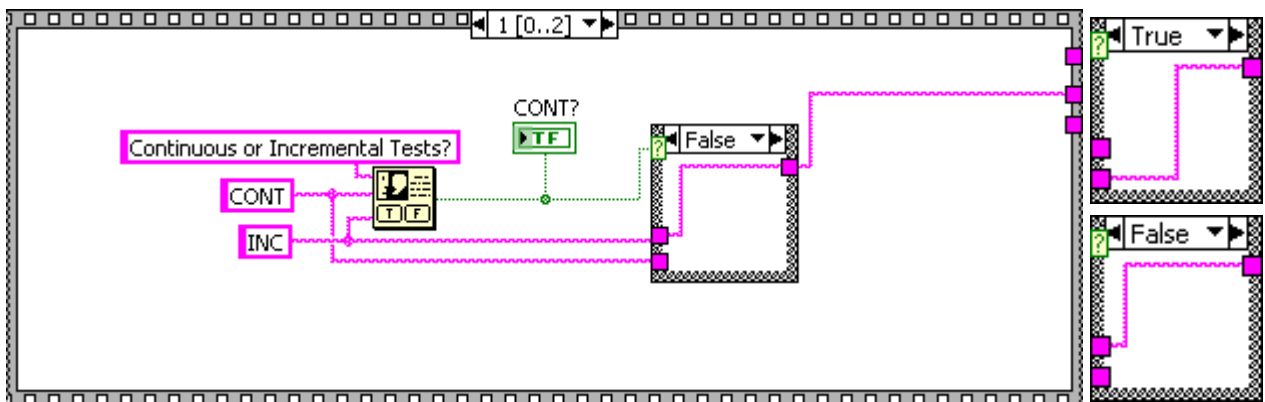 1 [0..2]
True
CONT?
TF
Continuous or Incremental Tests?
? False
CONT
T F
INC
? False
?